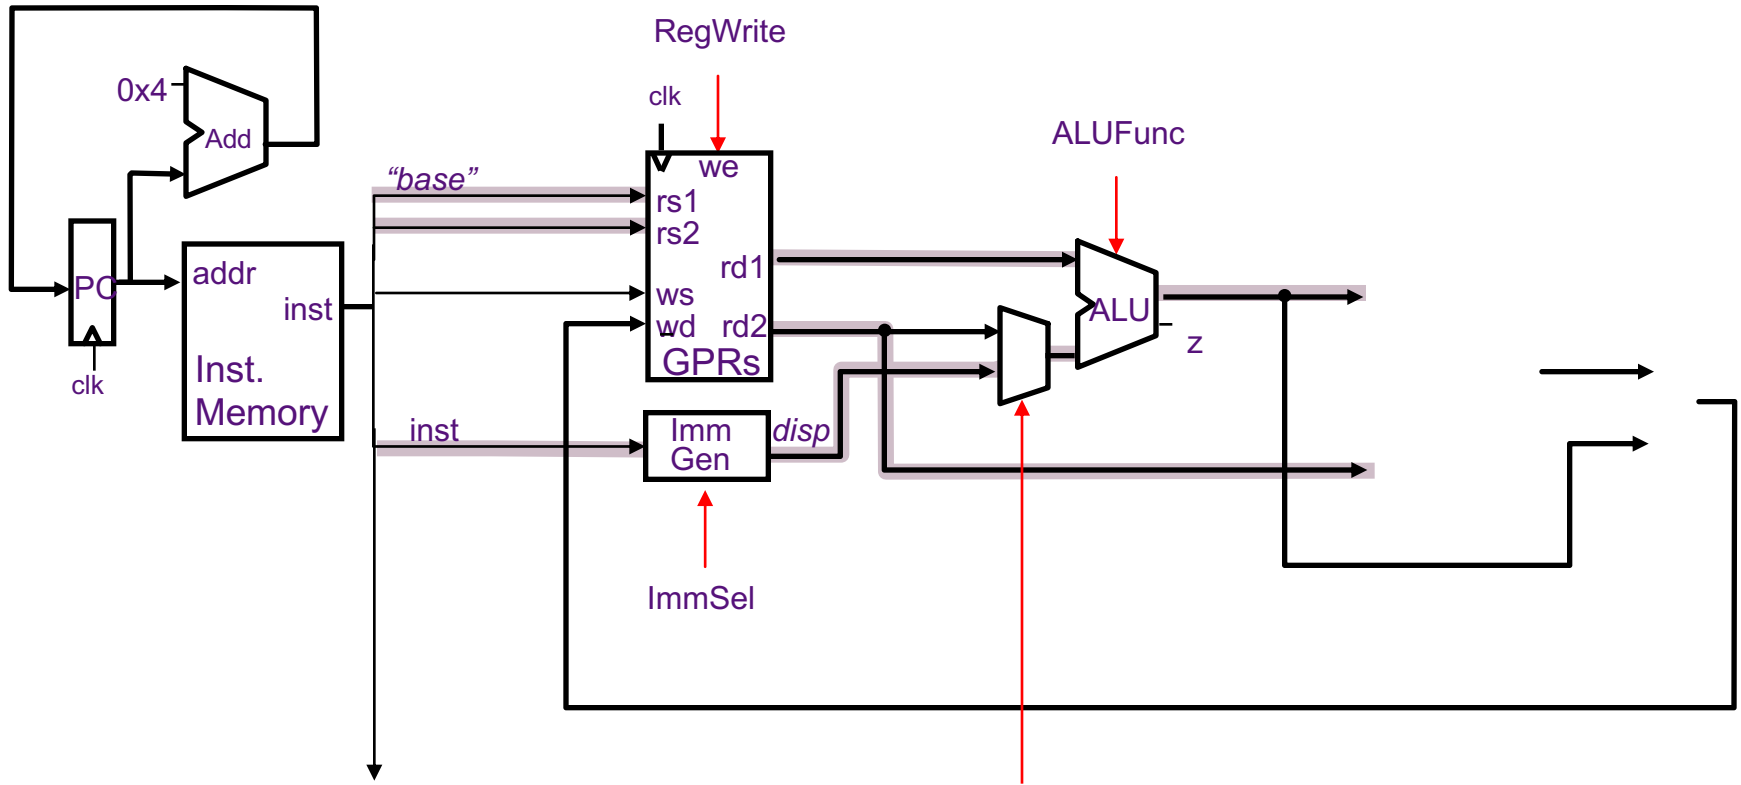 RegWrite
0x4
clk
Add
ALUFunc
"base"
we
rs1
rs2
PC
addr
rd1
inst
ws
ALU
wd
rd2
z
GPRs
Inst.
Memory
clk
inst
Imm
Gen
disp
ImmSel